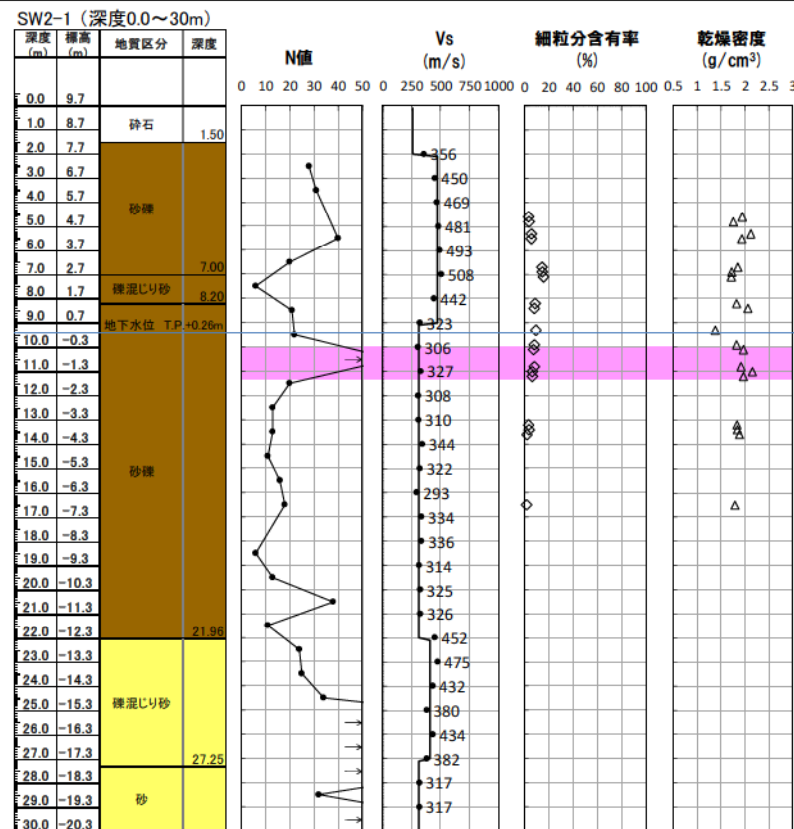 SW2-1（深度0.0～30m）
深度(m) 標高(m) 地質区分 深度
N値
Vs (m/s)
細粒分含有率 (%)
乾燥密度 (g/cm³)
0 10 20 30 40 50
0 250 500 750 1000
0 20 40 60 80 100
0.5 1 1.5 2 2.5 3
0.0 9.7
1.0 8.7 砕石 1.50
2.0 7.7 356
3.0 6.7 450
4.0 5.7 469
砂礫
5.0 4.7 481
6.0 3.7 493
7.0 2.7 7.00 508
礫混じり砂
8.0 1.7 8.20 442
9.0 0.7 323
地下水位 T.P.+0.26m
10.0 -0.3 306
11.0 -1.3 → 327
12.0 -2.3 308
13.0 -3.3 310
14.0 -4.3 344
15.0 -5.3 322
砂礫
16.0 -6.3 293
17.0 -7.3 334
18.0 -8.3 336
19.0 -9.3 314
20.0 -10.3 325
21.0 -11.3 326
22.0 -12.3 21.96 452
23.0 -13.3 475
24.0 -14.3 432
25.0 -15.3 礫混じり砂 380
26.0 -16.3 → 434
27.0 -17.3 27.25 → 382
28.0 -18.3 → 317
29.0 -19.3 砂 317
30.0 -20.3 →